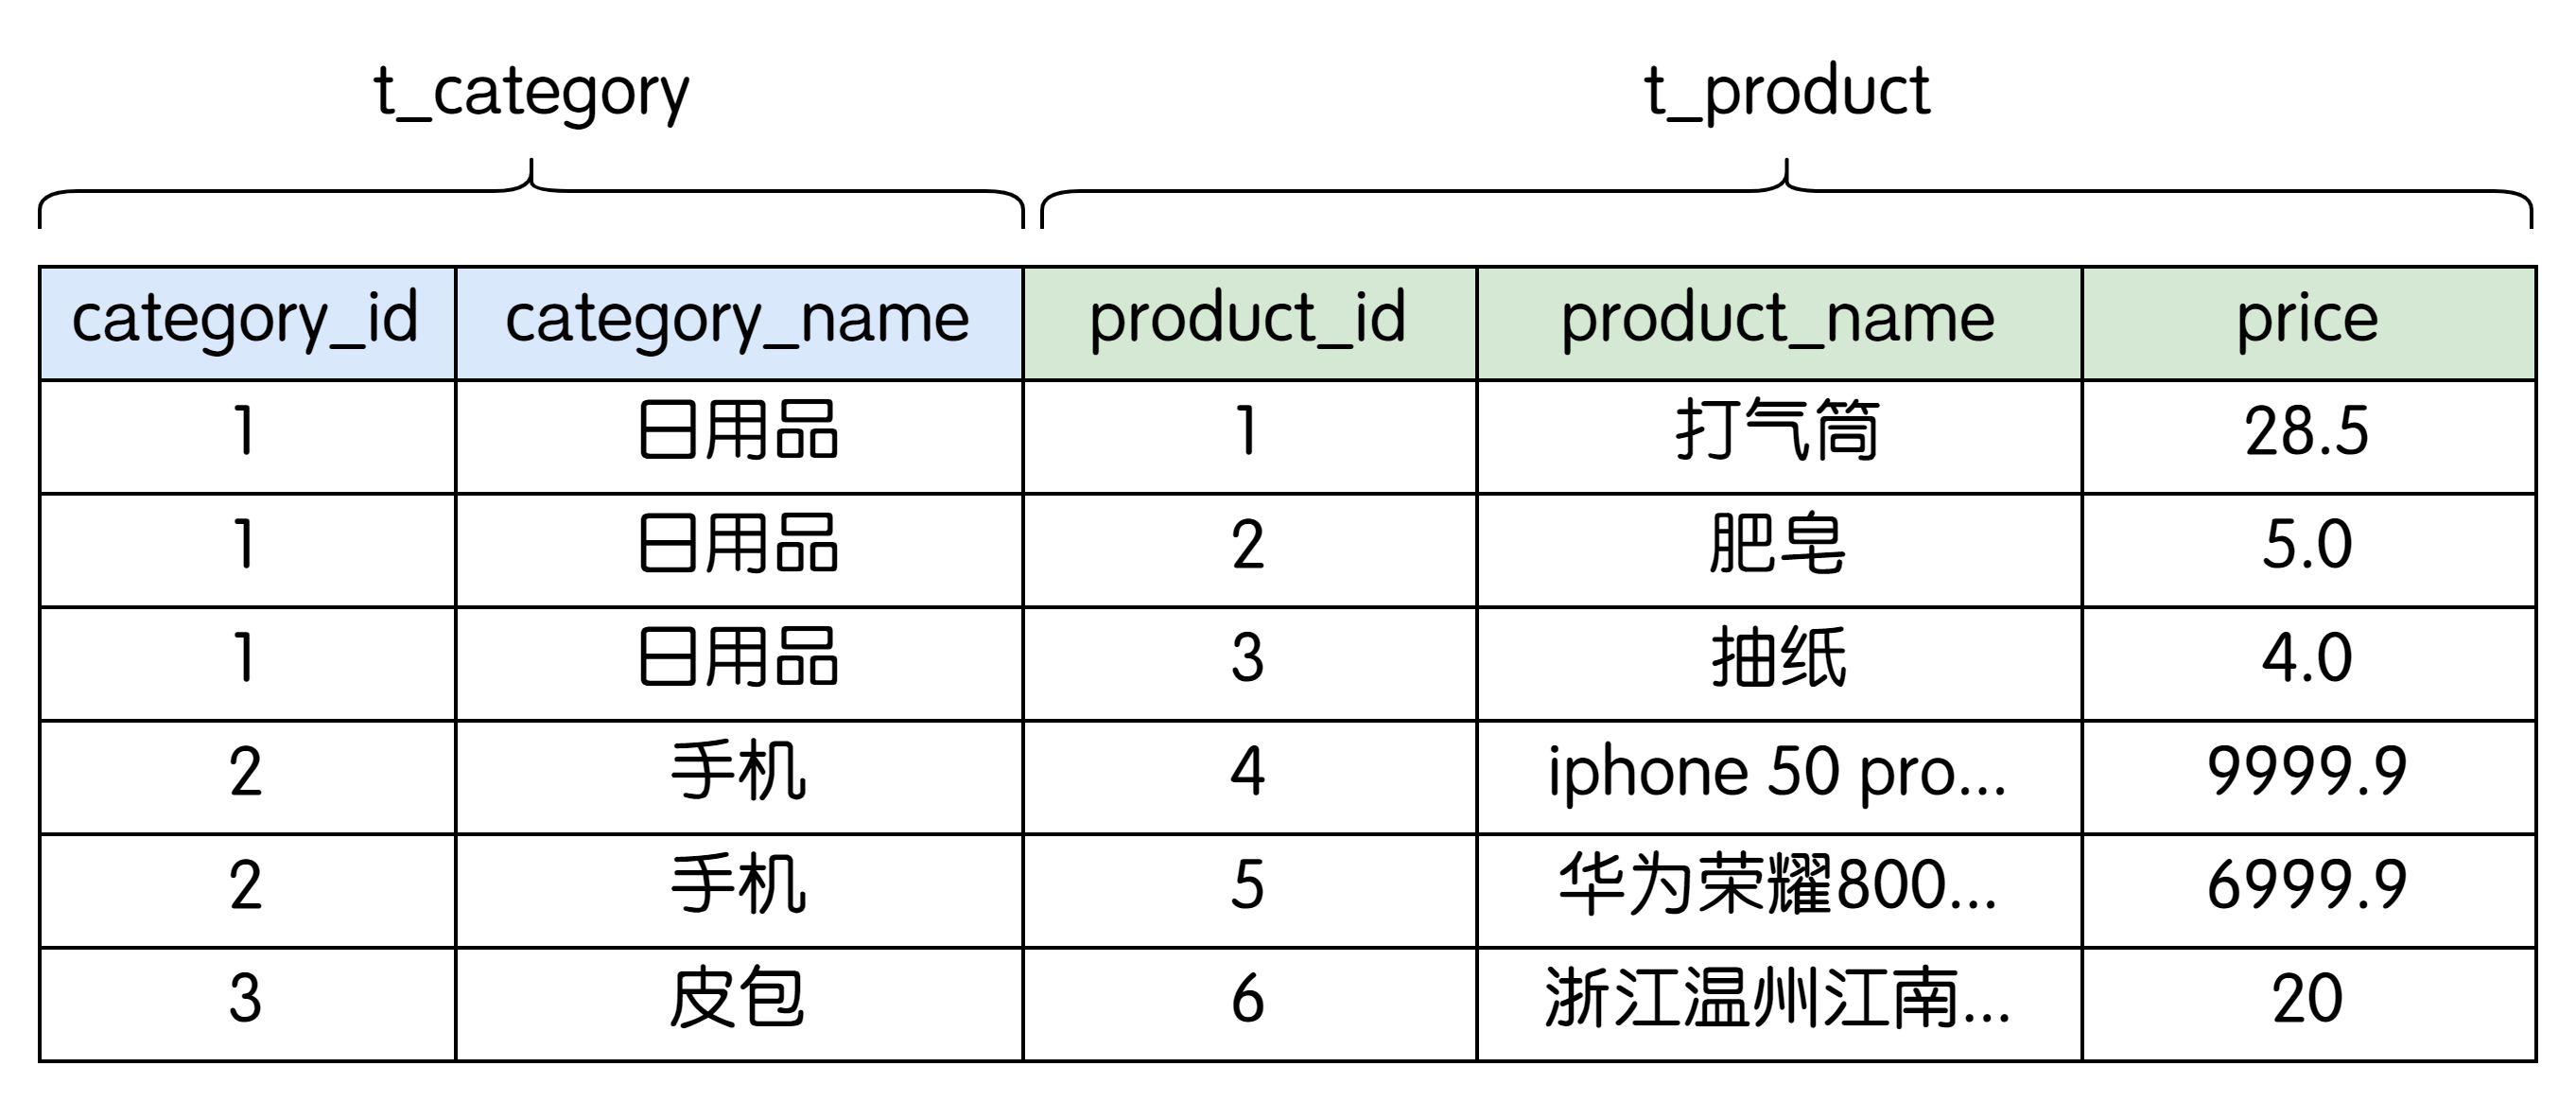 t_category t_product
category_id category_name product_id product_name price
1 日用品 1 打气筒 28.5
1 日用品 2 肥皂 5.0
1 日用品 3 抽纸 4.0
2 手机 4 iphone 50 pro... 9999.9
2 手机 5 华为荣耀800... 6999.9
3 皮包 6 浙江温州江南... 20